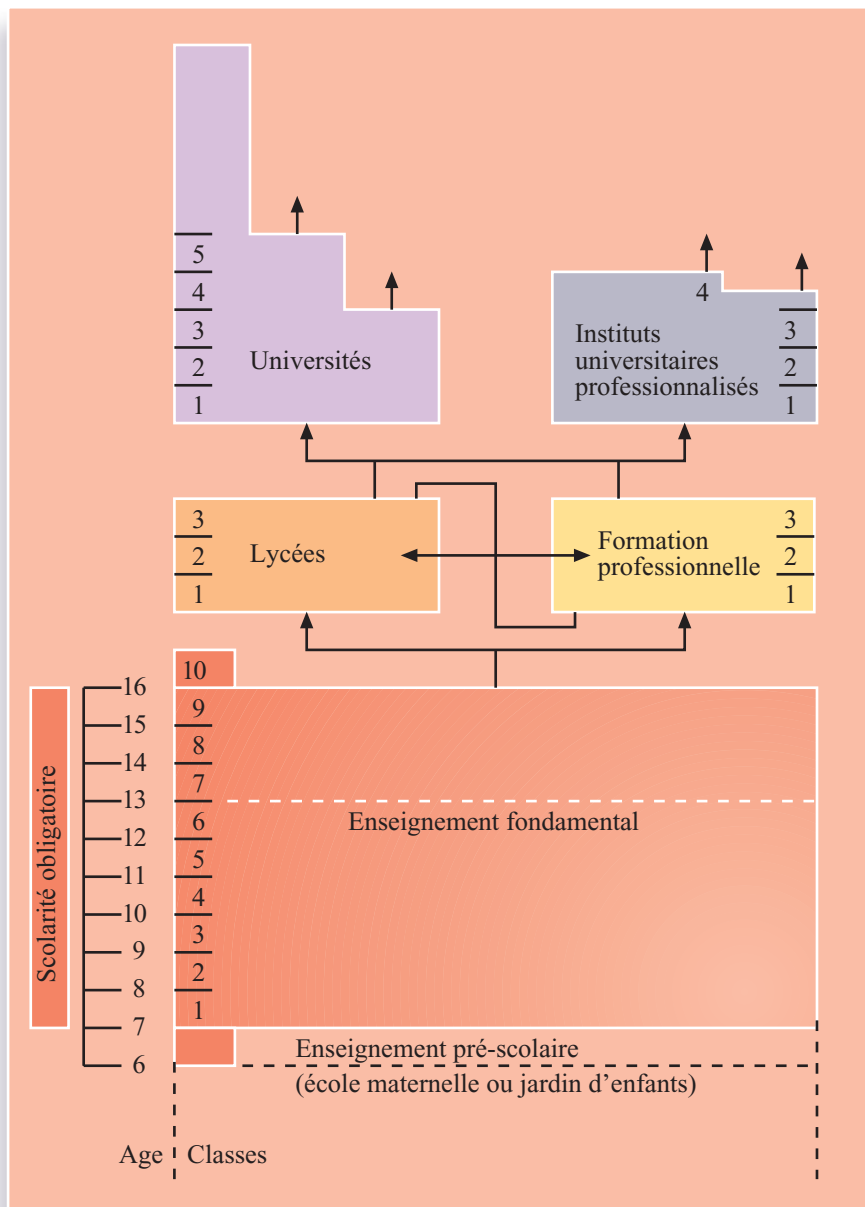 5
4
3
2
1
Universités
4
Instituts
universitaires
professionnalisés
3
2
1
3
2
1
Lycées
Formation
professionnelle
3
2
1
Scolarité obligatoire
16
15
14
13
12
11
10
9
8
7
6
10
9
8
7
6
5
4
3
2
1
Enseignement fondamental
Enseignement pré-scolaire
(école maternelle ou jardin d’enfants)
Age
Classes